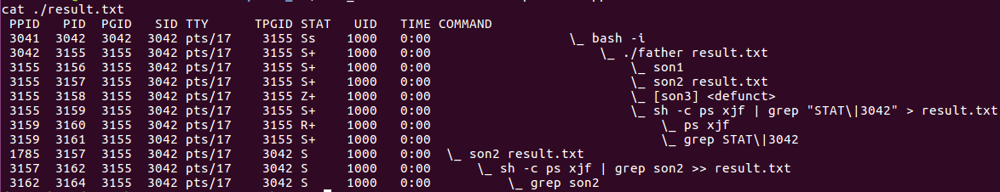 cat ./result.txt
PPID PID PGID SID TTY TPGID STAT UID TIME COMMAND
3041 3042 3042 3042 pts/17 3155 Ss 1000 0:00 \_ bash -i
3042 3155 3155 3042 pts/17 3155 S+ 1000 0:00 \_ ./father result.txt
3155 3156 3155 3042 pts/17 3155 S+ 1000 0:00 \_ son1
3155 3157 3155 3042 pts/17 3155 S+ 1000 0:00 \_ son2 result.txt
3155 3158 3155 3042 pts/17 3155 Z+ 1000 0:00 \_ [son3] <defunct>
3155 3159 3155 3042 pts/17 3155 S+ 1000 0:00 \_ sh -c ps xjf | grep "STAT\|3042" > result.txt
3159 3160 3155 3042 pts/17 3155 R+ 1000 0:00 \_ ps xjf
3159 3161 3155 3042 pts/17 3155 S+ 1000 0:00 \_ grep STAT\|3042
1785 3157 3155 3042 pts/17 3042 S 1000 0:00 \_ son2 result.txt
3157 3162 3155 3042 pts/17 3042 S 1000 0:00 \_ sh -c ps xjf | grep son2 >> result.txt
3162 3164 3155 3042 pts/17 3042 S 1000 0:00 \_ grep son2